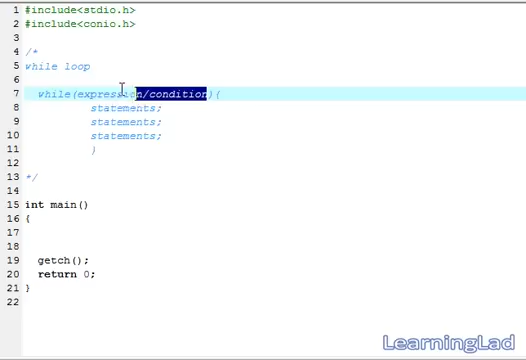 1 #include<stdio.h>
2 #include<conio.h>
3
4 /*
5 while loop
6
7 while(expression/condition){
8 statements;
9 statements;
10 statements;
11 }
12
13 */
14
15 int main()
16 {
17
18
19 getch();
20 return 0;
21 }
22
LearningLad